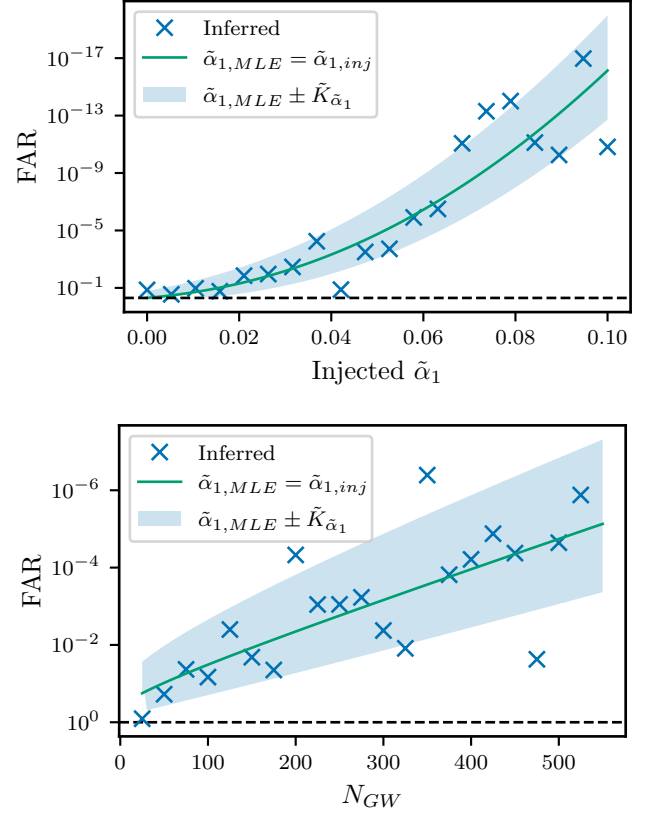 Inferred
α̃₁,MLE = α̃₁,inj
α̃₁,MLE ± K̃α̃₁
FAR
10⁻¹⁷
10⁻¹³
10⁻⁹
10⁻⁵
10⁻¹
0.00 0.02 0.04 0.06 0.08 0.10
Injected α̃₁
Inferred
α̃₁,MLE = α̃₁,inj
α̃₁,MLE ± K̃α̃₁
FAR
10⁻⁶
10⁻⁴
10⁻²
10⁰
0 100 200 300 400 500
N_GW